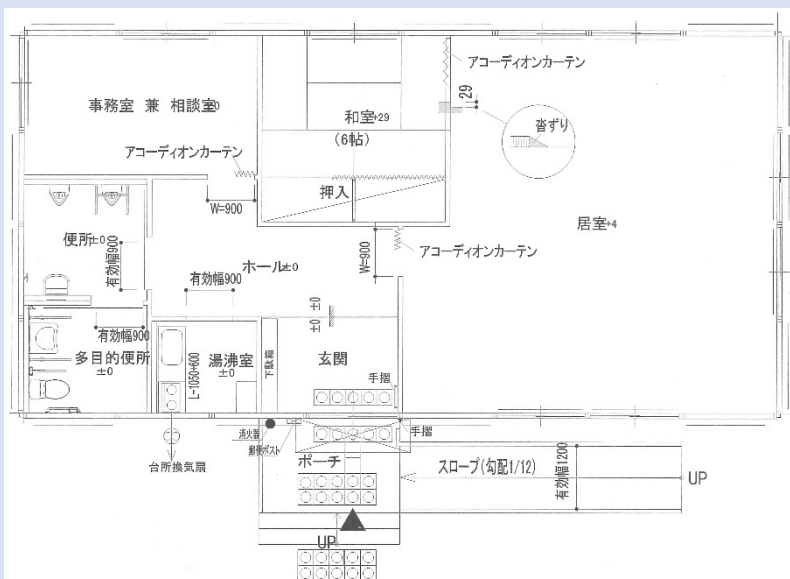 アコーディオンカーテン
29
事務室 兼 相談室±0
和室+29
(6帖)
沓ずり
アコーディオンカーテン
押入
W=900
居室+4
便所±0
有効幅900
ホール±0
有効幅900
W=900
アコーディオンカーテン
±0
±0
有効幅900
多目的便所
±0
L=1050+600
湯沸室
±0
下駄箱
玄関
手摺
消火器
郵便ポスト
手摺
台所換気扇
ポーチ
スロープ(勾配1/12)
有効幅1200
UP
UP